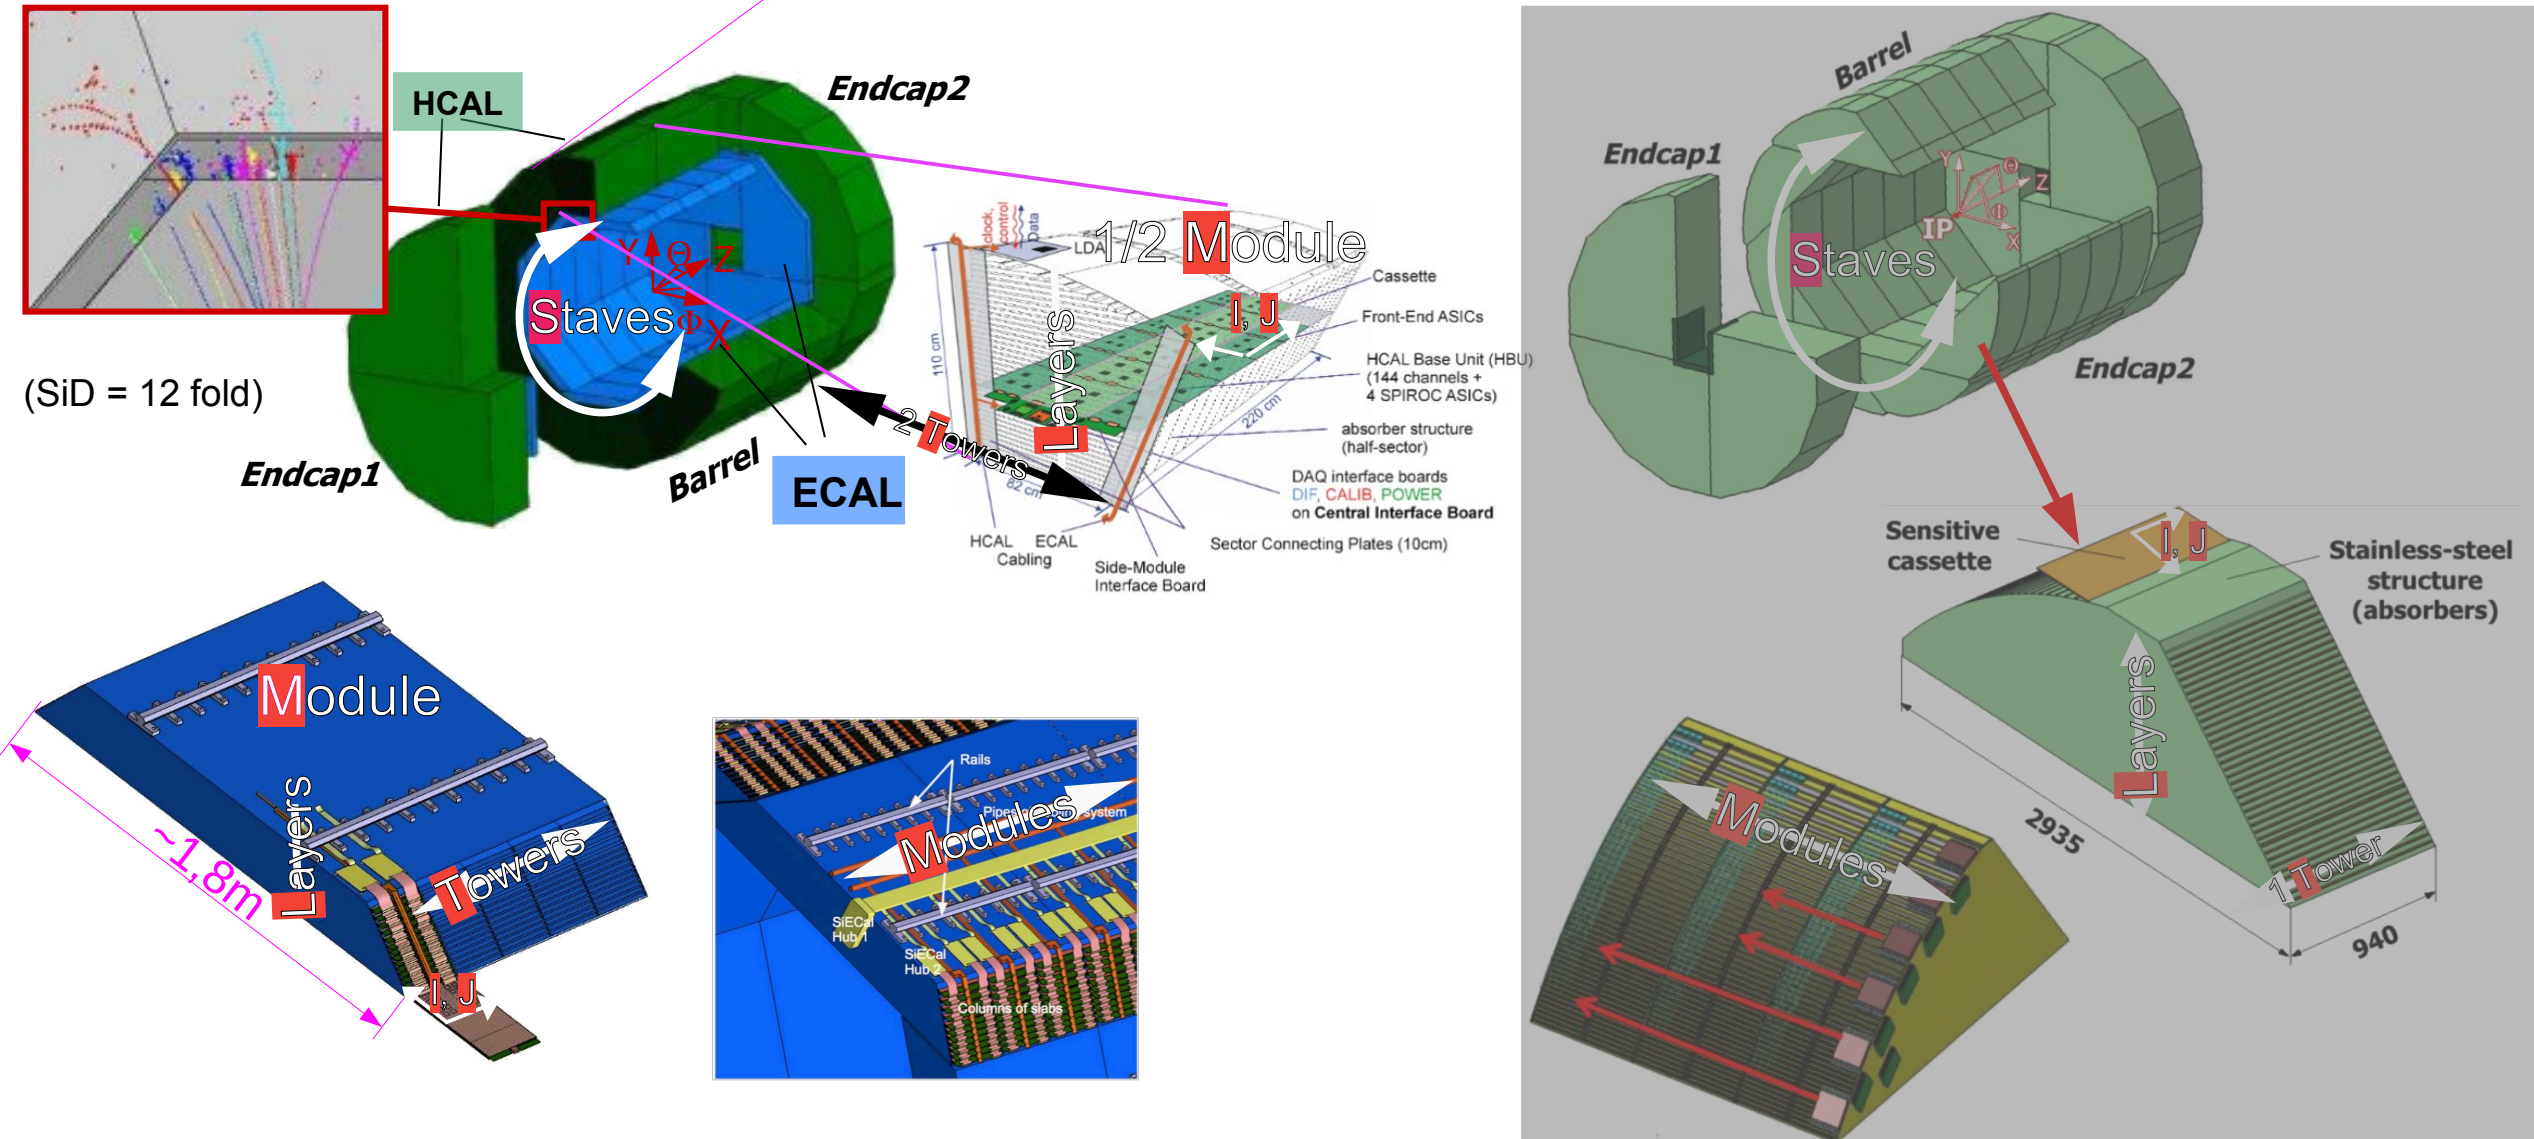 HCAL
Endcap2
(SiD = 12 fold)
Endcap1
Barrel
ECAL
Staves
Y
Θ
Z
Φ
X
2 Towers
clock,
control
Data
LDA
1/2 Module
Layers
I, J
110 cm
82 cm
220 cm
Cassette
Front-End ASICs
HCAL Base Unit (HBU)
(144 channels +
4 SPIROC ASICs)
absorber structure
(half-sector)
DAQ interface boards
DIF, CALIB, POWER
on Central Interface Board
Sector Connecting Plates (10cm)
HCAL ECAL
Cabling
Side-Module
Interface Board
Module
Layers
Towers
~1,8m
I, J
Rails
Pipes
system
Modules
SiECal
Hub 1
SiECal
Hub 2
Columns of slabs
Barrel
Endcap1
Staves
Y
Θ
Z
Φ
X
IP
Endcap2
Sensitive
cassette
I, J
Stainless-steel
structure
(absorbers)
Layers
2935
1 Tower
940
Modules